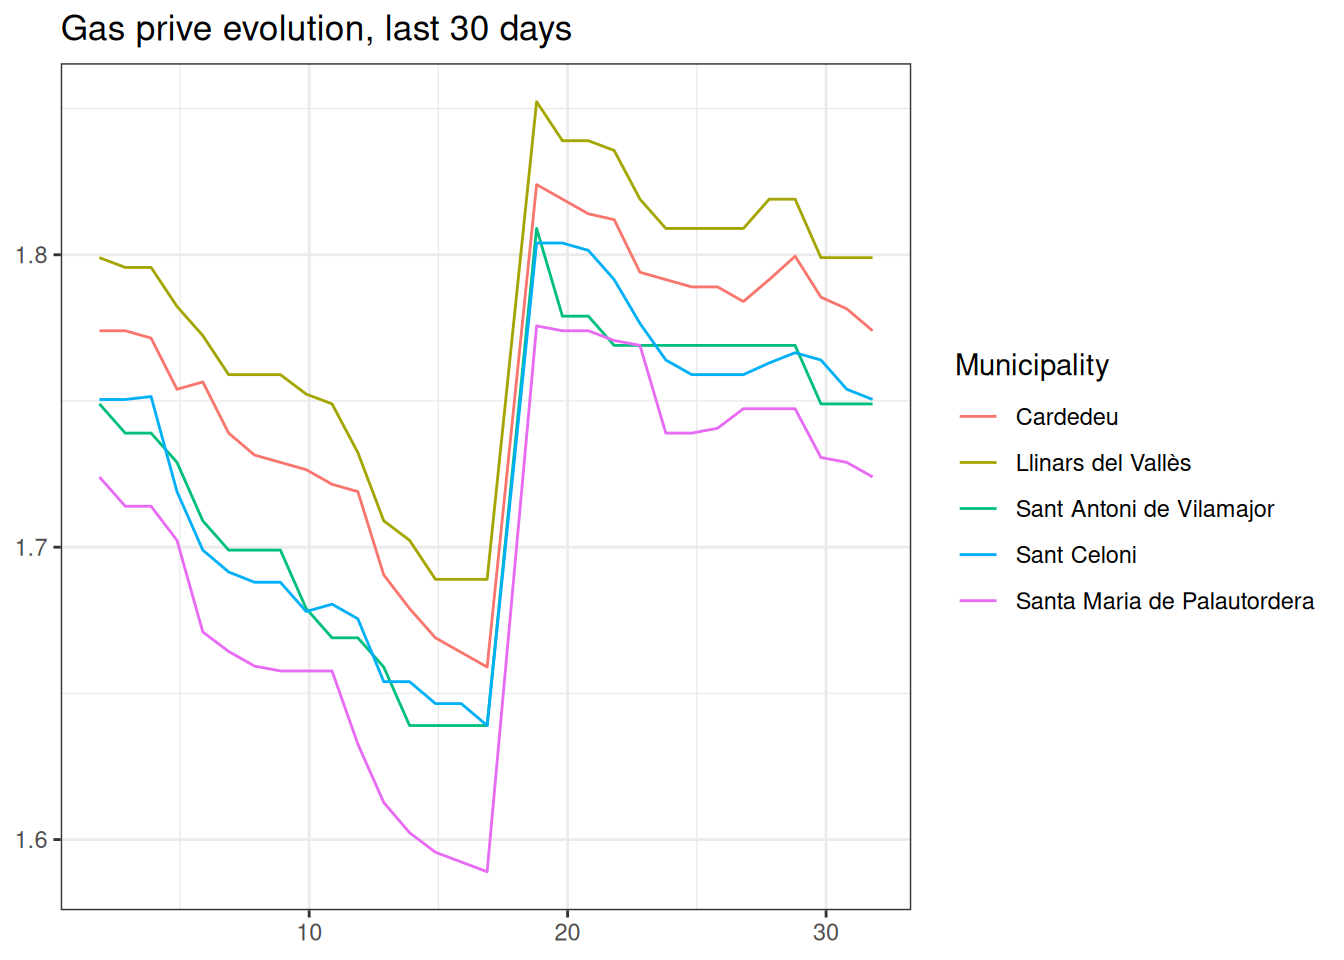 Gas prive evolution, last 30 days
1.8
1.7
1.6
10
20
30
Municipality
Cardedeu
Llinars del Vallès
Sant Antoni de Vilamajor
Sant Celoni
Santa Maria de Palautordera